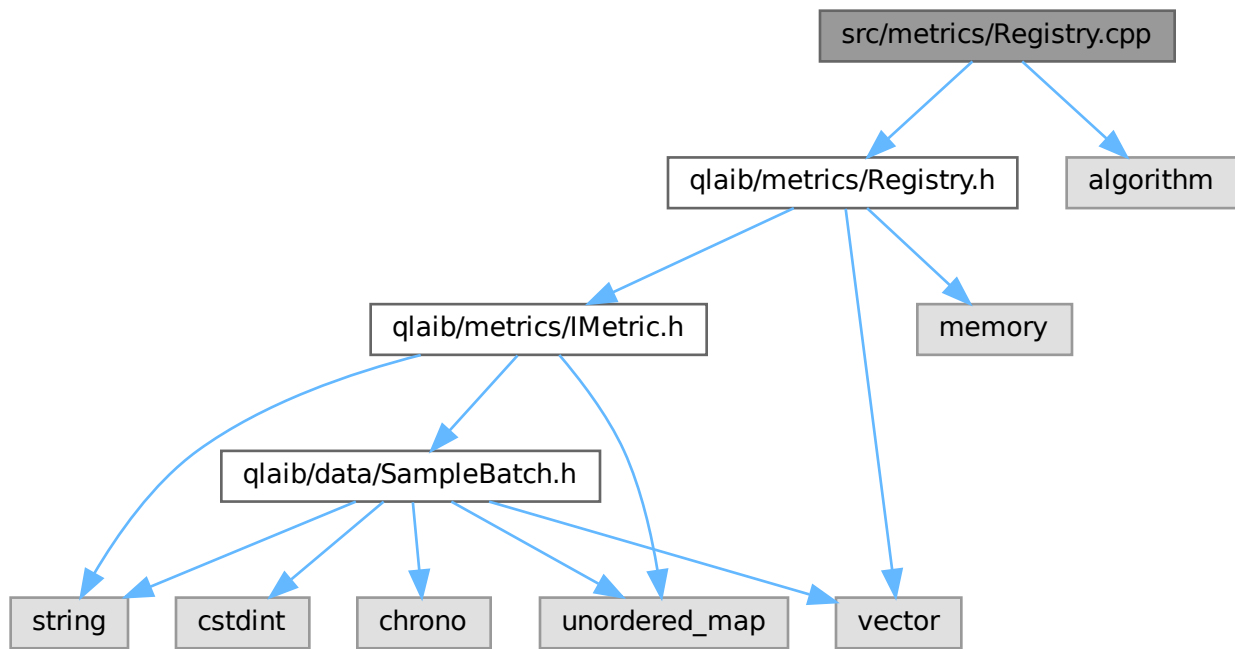 src/metrics/Registry.cpp
qlaib/metrics/Registry.h
algorithm
qlaib/metrics/IMetric.h
memory
qlaib/data/SampleBatch.h
string
cstdint
chrono
unordered_map
vector